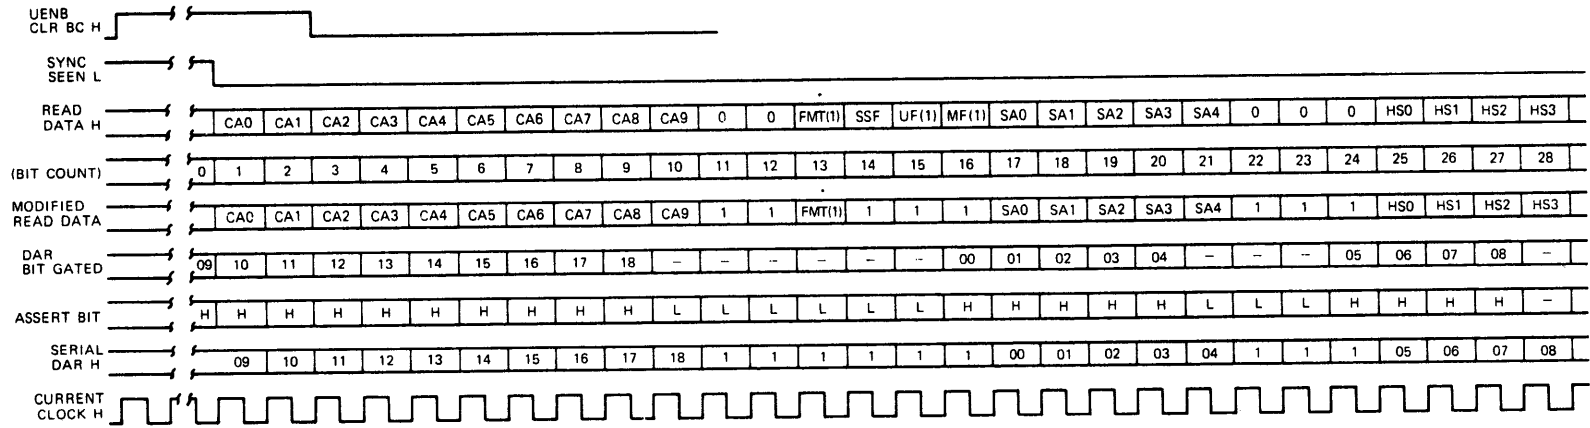 UENB
CLR BC H
SYNC
SEEN L
READ
DATA H
CA0 CA1 CA2 CA3 CA4 CA5 CA6 CA7 CA8 CA9 0 0 FMT(1) SSF UF(1) MF(1) SA0 SA1 SA2 SA3 SA4 0 0 0 HS0 HS1 HS2 HS3
(BIT COUNT)
0 1 2 3 4 5 6 7 8 9 10 11 12 13 14 15 16 17 18 19 20 21 22 23 24 25 26 27 28
MODIFIED
READ DATA
CA0 CA1 CA2 CA3 CA4 CA5 CA6 CA7 CA8 CA9 1 1 FMT(1) 1 1 1 SA0 SA1 SA2 SA3 SA4 1 1 1 HS0 HS1 HS2 HS3
DAR
BIT GATED
09 10 11 12 13 14 15 16 17 18 – – – – – – 00 01 02 03 04 – – – 05 06 07 08 –
ASSERT BIT
H H H H H H H H H H L L L L L L H H H H H L L L H H H H –
SERIAL
DAR H
09 10 11 12 13 14 15 16 17 18 1 1 1 1 1 1 00 01 02 03 04 1 1 1 05 06 07 08
CURRENT
CLOCK H